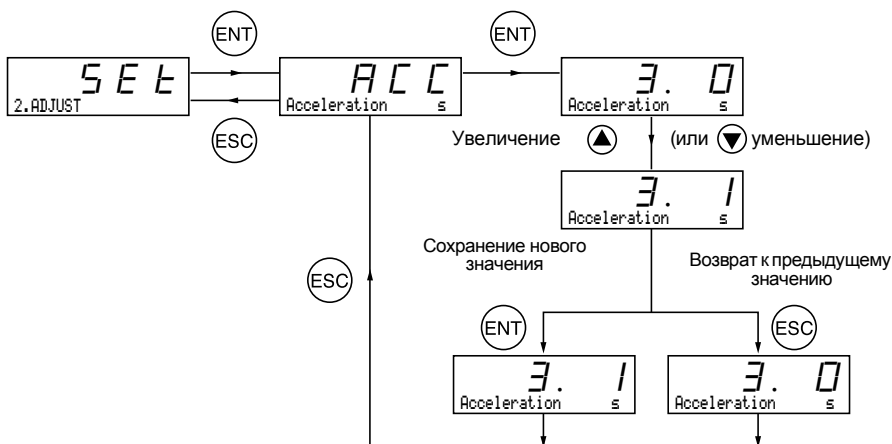 ENT
ENT
SEt
2.ADJUST
ACC
Acceleration s
3. 0
Acceleration s
ESC
Увеличение (или уменьшение)
3. 1
Acceleration s
Сохранение нового
значения
Возврат к предыдущему
значению
ESC
ENT
ESC
3. 1
Acceleration s
3. 0
Acceleration s